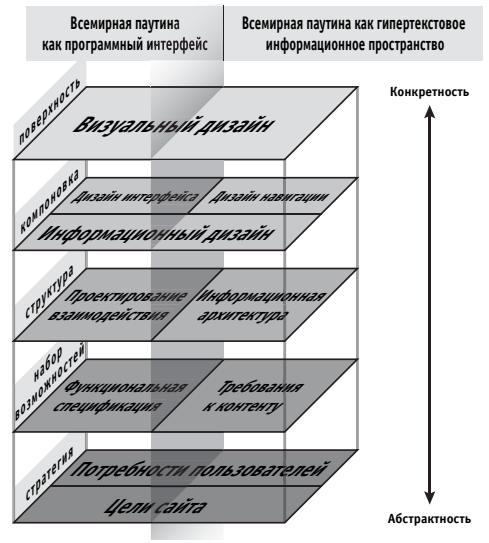 Всемирная паутина
как программный интерфейс
Всемирная паутина как гипертекстовое
информационное пространство
Конкретность
поверхность
Визуальный дизайн
компоновка
Дизайн интерфейса
Дизайн навигации
Информационный дизайн
структура
Проектирование
взаимодействия
Информационная
архитектура
набор
возможностей
Функциональная
спецификация
Требования
к контенту
стратегия
Потребности пользователей
Цели сайта
Абстрактность